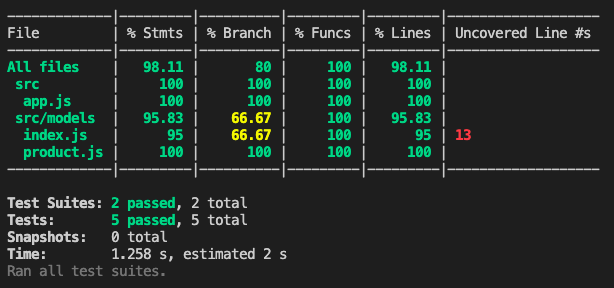 -------------|---------|----------|---------|---------|-------------------
File         | % Stmts | % Branch | % Funcs | % Lines | Uncovered Line #s
-------------|---------|----------|---------|---------|-------------------
All files    |   98.11 |       80 |     100 |   98.11 |
 src         |     100 |      100 |     100 |     100 |
  app.js     |     100 |      100 |     100 |     100 |
 src/models  |   95.83 |    66.67 |     100 |   95.83 |
  index.js   |      95 |    66.67 |     100 |      95 | 13
  product.js |     100 |      100 |     100 |     100 |
-------------|---------|----------|---------|---------|-------------------
Test Suites: 2 passed, 2 total
Tests:       5 passed, 5 total
Snapshots:   0 total
Time:        1.258 s, estimated 2 s
Ran all test suites.